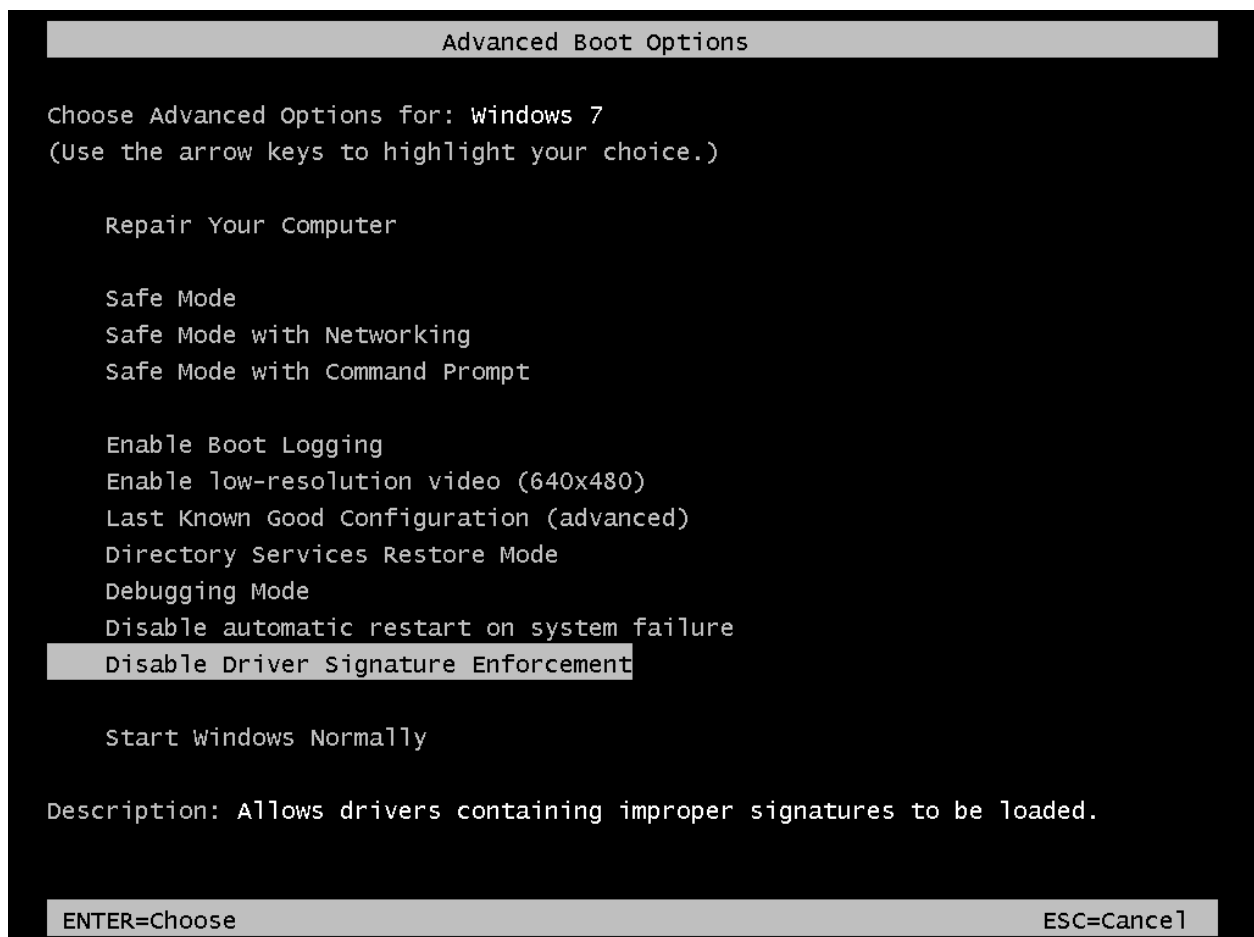 Advanced Boot Options
Choose Advanced Options for: Windows 7
(Use the arrow keys to highlight your choice.)
Repair Your Computer
Safe Mode
Safe Mode with Networking
Safe Mode with Command Prompt
Enable Boot Logging
Enable low-resolution video (640x480)
Last Known Good Configuration (advanced)
Directory Services Restore Mode
Debugging Mode
Disable automatic restart on system failure
Disable Driver Signature Enforcement
Start Windows Normally
Description: Allows drivers containing improper signatures to be loaded.
ENTER=Choose ESC=Cancel